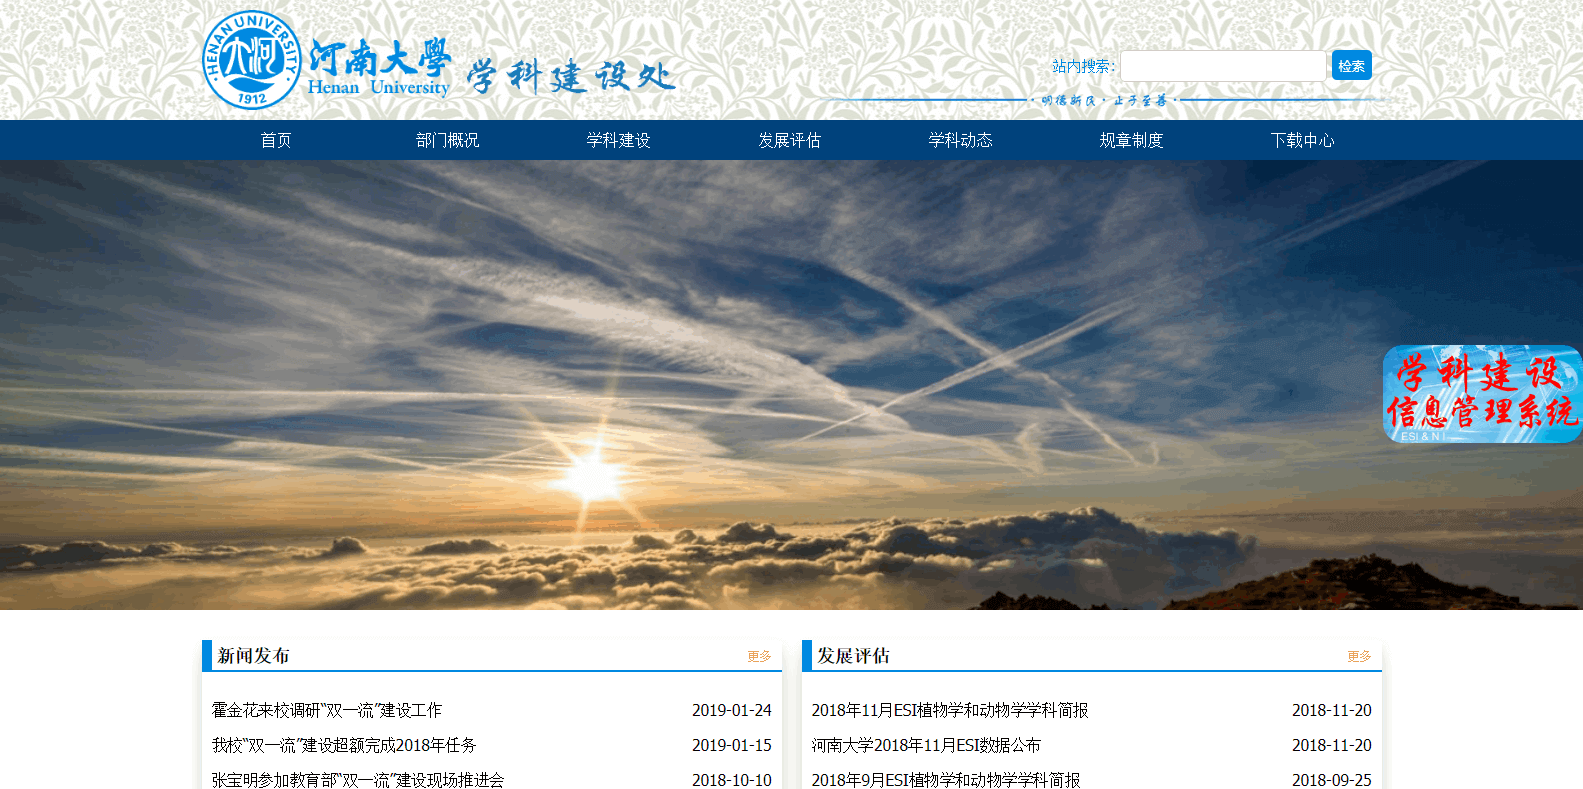 HENAN UNIVERSITY
1912
河南大學
Henan University
学科建设处
站内搜索：
检索
·明德新民·止于至善·
首页 部门概况 学科建设 发展评估 学科动态 规章制度 下载中心
学科建设
信息管理系统
ESI & N I
新闻发布 更多
霍金花来校调研“双一流”建设工作 2019-01-24
我校“双一流”建设超额完成2018年任务 2019-01-15
张宝明参加教育部“双一流”建设现场推进会 2018-10-10
发展评估 更多
2018年11月ESI植物学和动物学学科简报 2018-11-20
河南大学2018年11月ESI数据公布 2018-11-20
2018年9月ESI植物学和动物学学科简报 2018-09-25